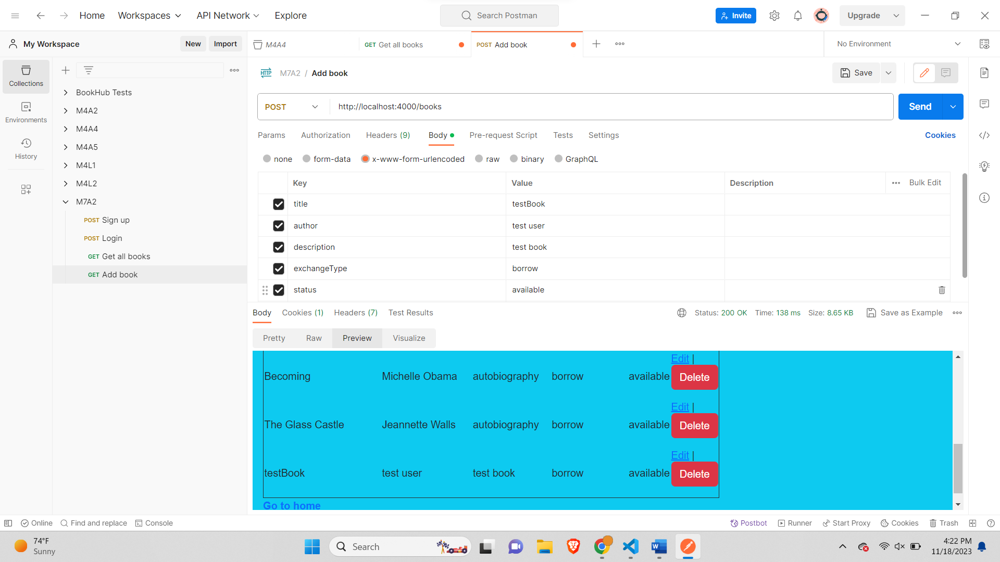 Home Workspaces API Network Explore Search Postman Invite Upgrade
My Workspace New Import M4A4 GET Get all books POST Add book No Environment
Collections
Environments
History
BookHub Tests
M4A2
M4A4
M4A5
M4L1
M4L2
M7A2
POST Sign up
POST Login
GET Get all books
GET Add book
HTTP M7A2 / Add book Save
POST http://localhost:4000/books Send
Params Authorization Headers (9) Body Pre-request Script Tests Settings Cookies
none form-data x-www-form-urlencoded raw binary GraphQL
Key Value Description Bulk Edit
title testBook
author test user
description test book
exchangeType borrow
status available
Body Cookies (1) Headers (7) Test Results Status: 200 OK Time: 138 ms Size: 8.65 KB Save as Example
Pretty Raw Preview Visualize
Edit |
Becoming Michelle Obama autobiography borrow available Delete
Edit |
The Glass Castle Jeannette Walls autobiography borrow available Delete
Edit |
testBook test user test book borrow available Delete
Go to home
Online Find and replace Console Postbot Runner Start Proxy Cookies Trash
74°F
Sunny
Search
4:22 PM
11/18/2023